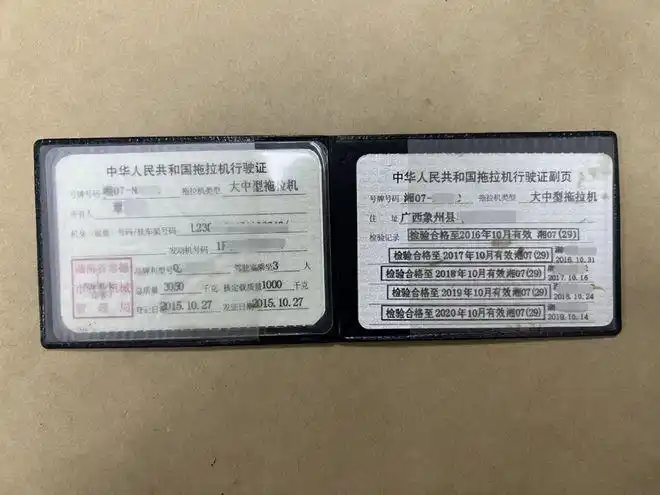 中华人民共和国拖拉机行驶证
号牌号码 湘07-N 拖拉机类型 大中型拖拉机
所有人
号码/挂车架号码 L230
发动机号码 1F
品牌 型号 驾驶室乘坐 3 人
总质量 3050 千克 核定载质量 1000 千克
登记日期 2015.10.27 发证日期 2015.10.27
中华人民共和国拖拉机行驶证副页
号牌号码 湘07- 拖拉机类型 大中型拖拉机
住 址 广西象州县
检验记录 检验合格至2016年10月有效 湘07(29)
检验合格至2017年10月有效湘07(29) 湘
2016.10.31
检验合格至2018年10月有效湘07(29)
2017.10.16
检验合格至2019年10月有效湘07(29)
2018.10.24
检验合格至2020年10月有效湘07(29) 湘
2019.10.14